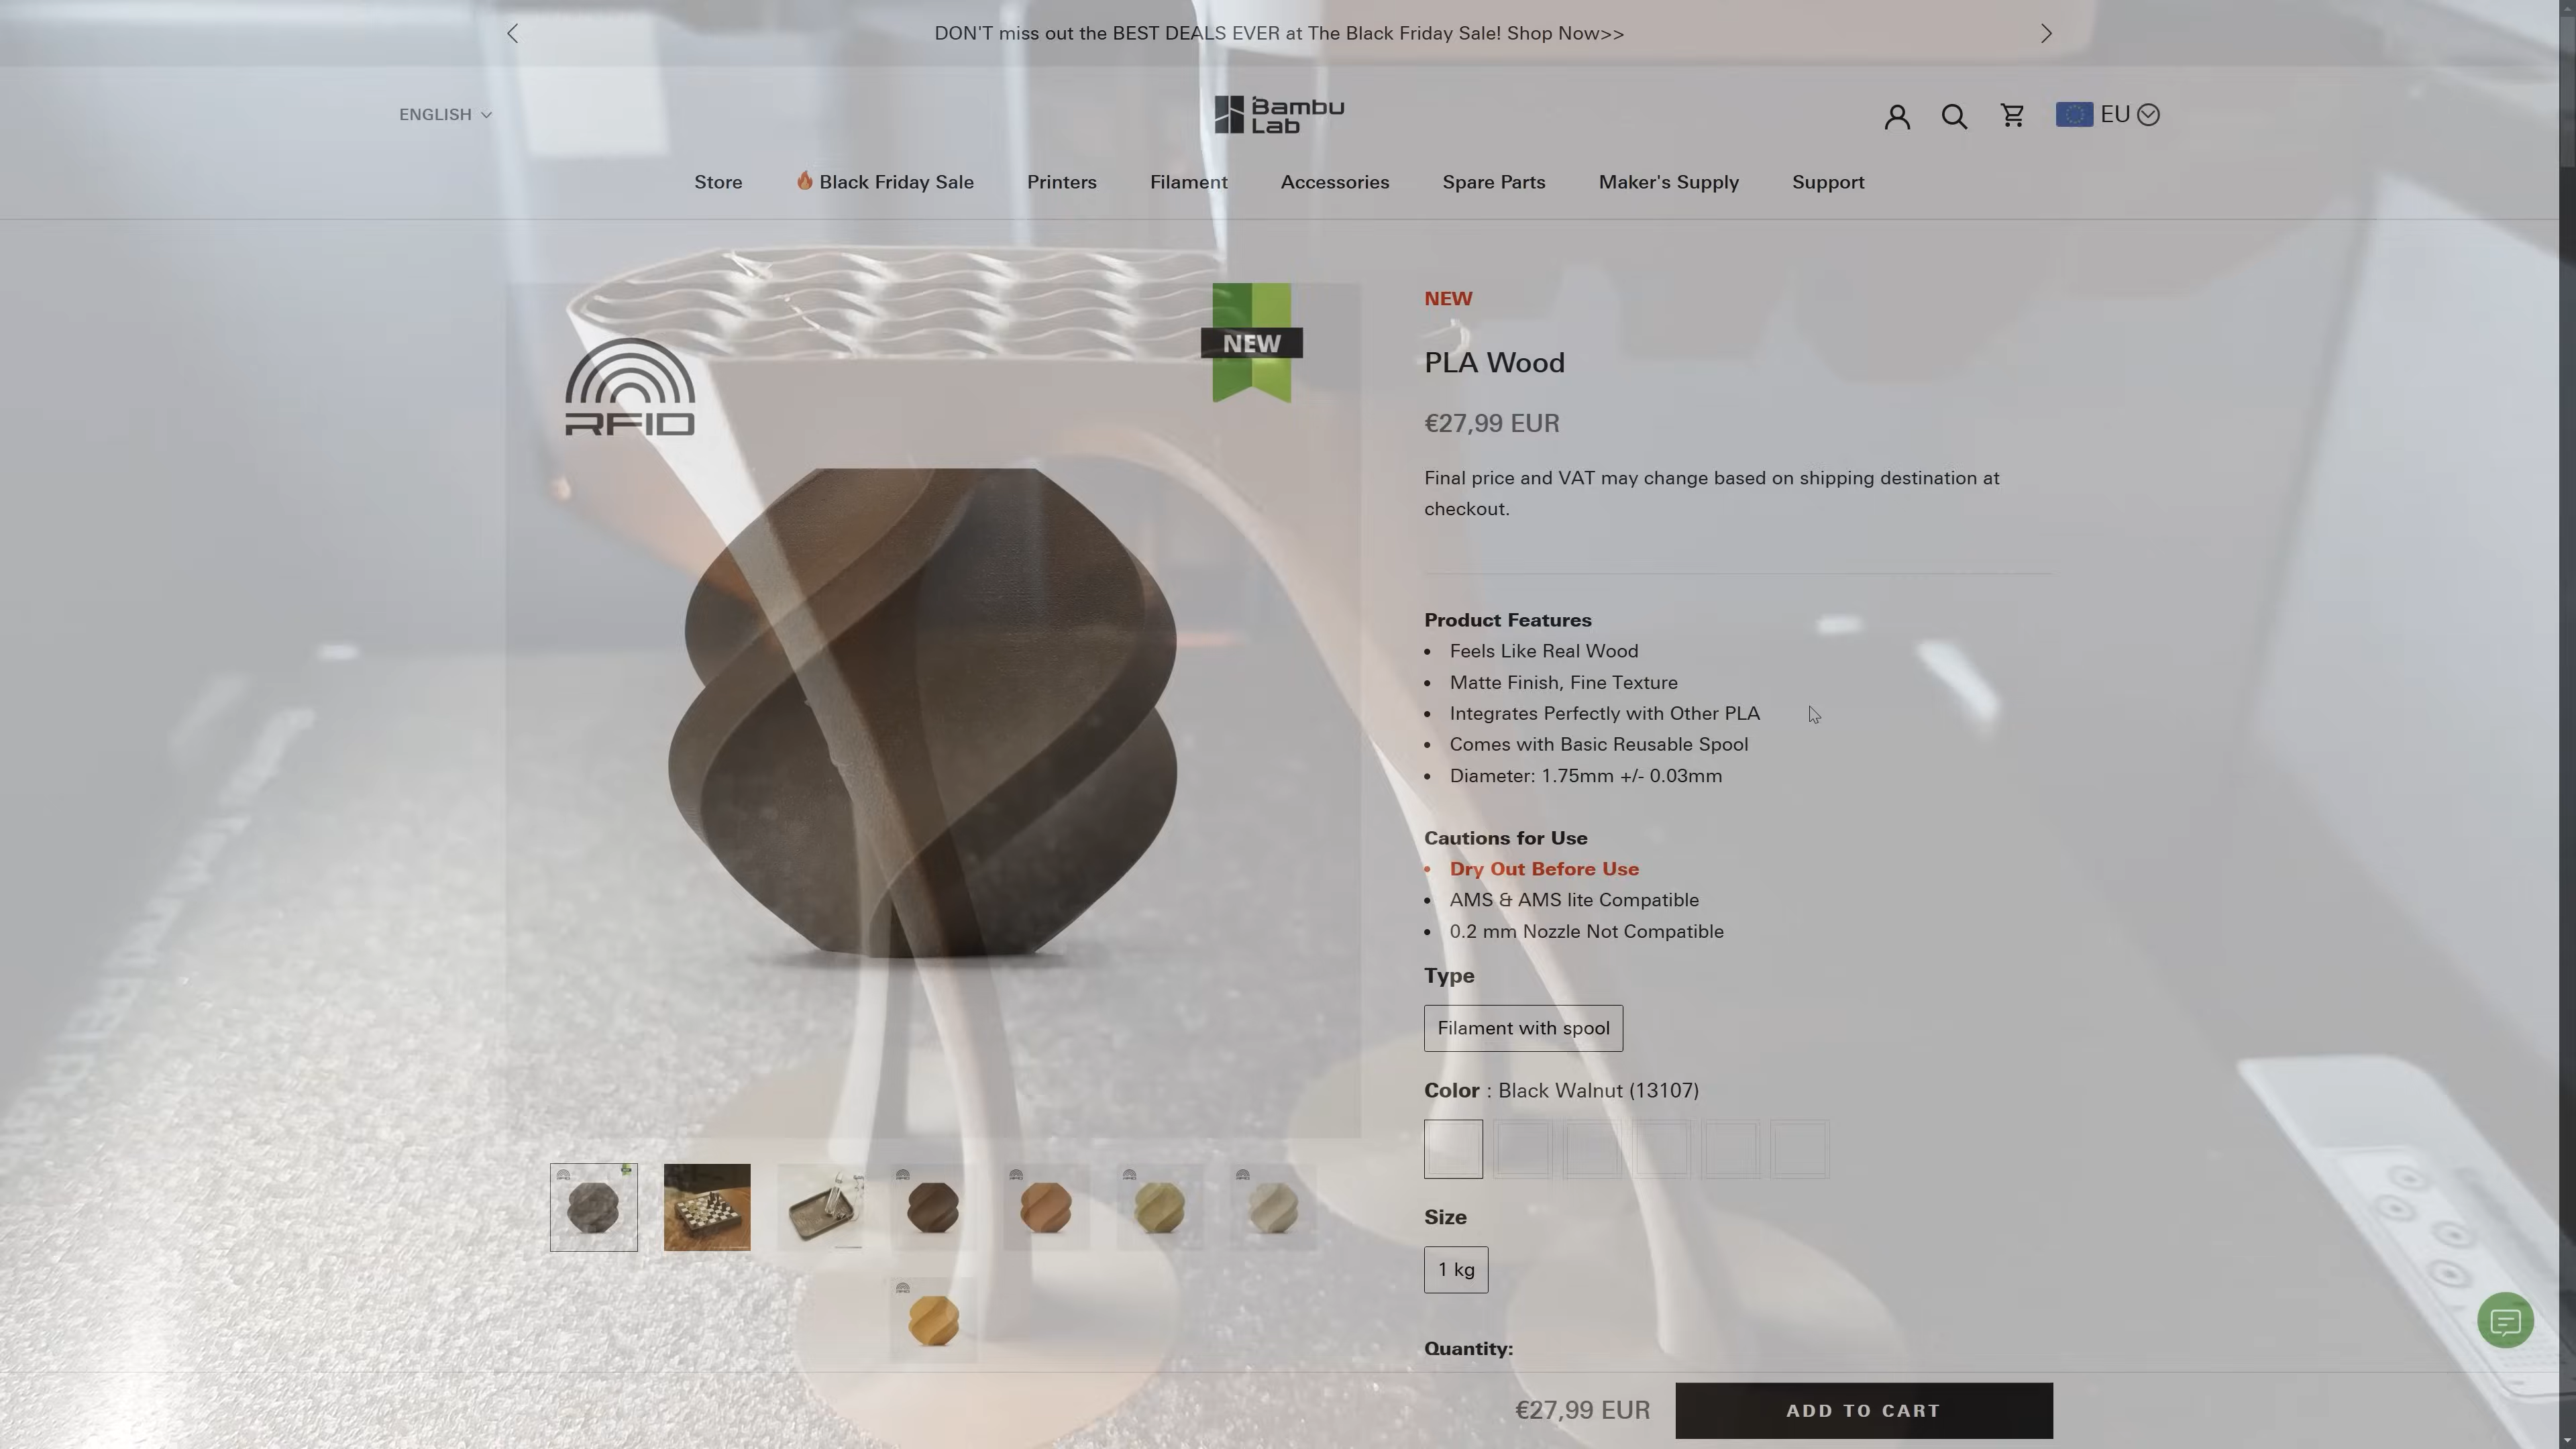 DON'T miss out the BEST DEALS EVER at The Black Friday Sale! Shop Now>>
ENGLISH
Bambu
Lab
EU
Store
Black Friday Sale
Printers
Filament
Accessories
Spare Parts
Maker's Supply
Support
RFID
NEW
NEW
PLA Wood
€27,99 EUR
Final price and VAT may change based on shipping destination at
checkout.
Product Features
• Feels Like Real Wood
• Matte Finish, Fine Texture
• Integrates Perfectly with Other PLA
• Comes with Basic Reusable Spool
• Diameter: 1.75mm +/- 0.03mm
Cautions for Use
• Dry Out Before Use
• AMS & AMS lite Compatible
• 0.2 mm Nozzle Not Compatible
Type
Filament with spool
Color : Black Walnut (13107)
Size
1 kg
Quantity:
€27,99 EUR
ADD TO CART